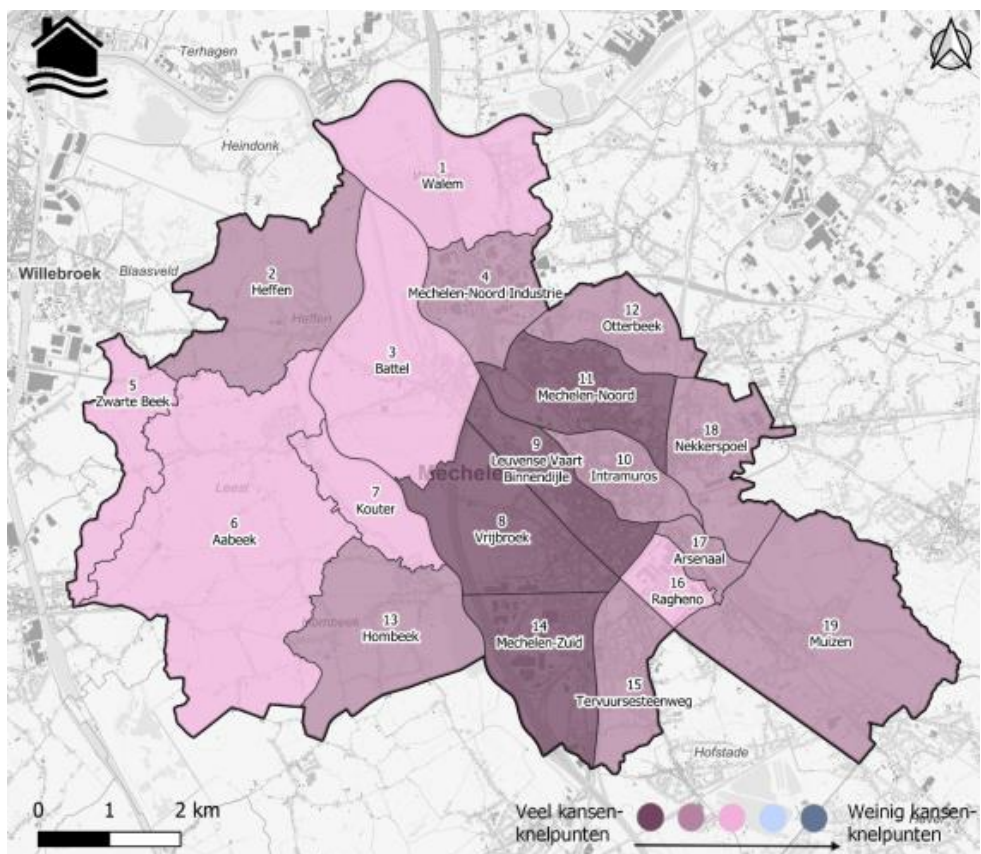 Terhagen
Heindonk
1
Walem
Willebroek
Blaasveld
2
Heffen
Heffen
4
Mechelen-Noord Industrie
12
Otterbeek
3
Battel
5
Zwarte Beek
11
Mechelen-Noord
18
Nekkerspoel
9
Leuvense Vaart
Binnendijle
10
Intramuros
Mechelen
Leest
6
Aabeek
7
Kouter
8
Vrijbroek
17
Arsenaal
16
Ragheno
13
Hombeek
Hombeek
14
Mechelen-Zuid
19
Muizen
15
Tervuursesteenweg
Hofstade
0 1 2 km
Veel kansen-
knelpunten
Weinig kansen-
knelpunten